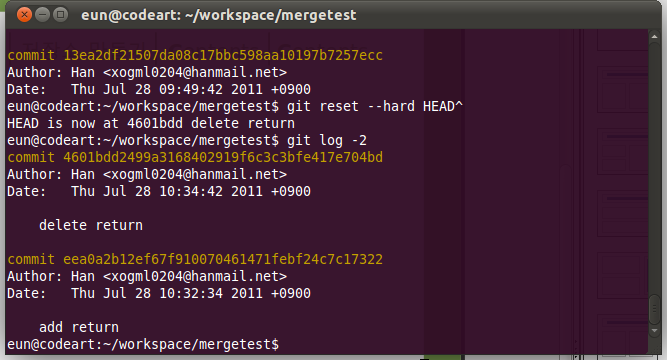 eun@codeart: ~/workspace/mergetest
commit 13ea2df21507da08c17bbc598aa10197b7257ecc
Author: Han <xogml0204@hanmail.net>
Date:   Thu Jul 28 09:49:42 2011 +0900
eun@codeart:~/workspace/mergetest$ git reset --hard HEAD^
HEAD is now at 4601bdd delete return
eun@codeart:~/workspace/mergetest$ git log -2
commit 4601bdd2499a3168402919f6c3c3bfe417e704bd
Author: Han <xogml0204@hanmail.net>
Date:   Thu Jul 28 10:34:42 2011 +0900
    delete return
commit eea0a2b12ef67f910070461471febf24c7c17322
Author: Han <xogml0204@hanmail.net>
Date:   Thu Jul 28 10:32:34 2011 +0900
    add return
eun@codeart:~/workspace/mergetest$